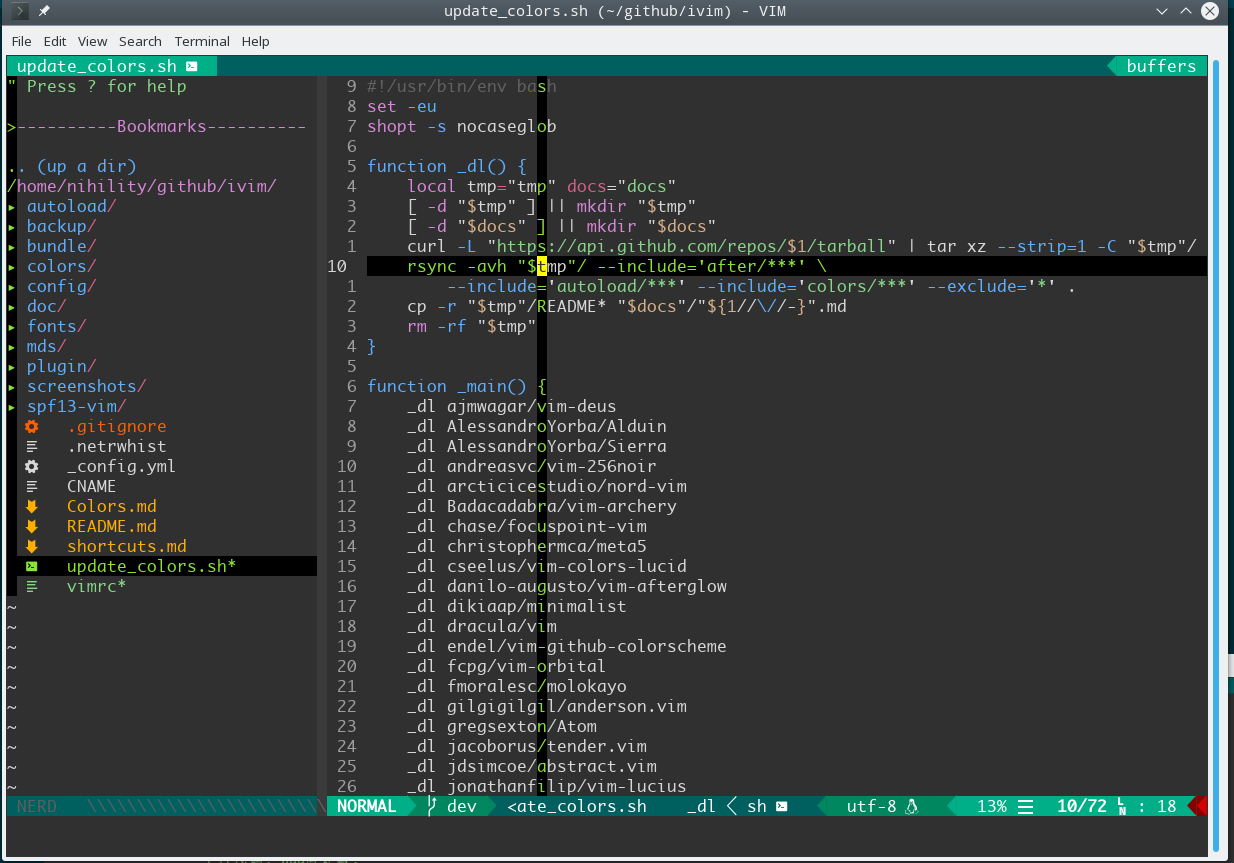 update_colors.sh (~/github/ivim) - VIM
File Edit View Search Terminal Help
update_colors.sh buffers
" Press ? for help
>----------Bookmarks----------
.. (up a dir)
/home/nihility/github/ivim/
▸ autoload/
▸ backup/
▸ bundle/
▸ colors/
▸ config/
▸ doc/
▸ fonts/
▸ mds/
▸ plugin/
▸ screenshots/
▸ spf13-vim/
.gitignore
.netrwhist
_config.yml
CNAME
Colors.md
README.md
shortcuts.md
update_colors.sh*
vimrc*
~
~
~
~
~
~
~
~
~
~
9 #!/usr/bin/env bash
8 set -eu
7 shopt -s nocaseglob
6
5 function _dl() {
4     local tmp="tmp" docs="docs"
3     [ -d "$tmp" ] || mkdir "$tmp"
2     [ -d "$docs" ] || mkdir "$docs"
1     curl -L "https://api.github.com/repos/$1/tarball" | tar xz --strip=1 -C "$tmp"/
10     rsync -avh "$tmp"/ --include='after/***' \
1         --include='autoload/***' --include='colors/***' --exclude='*' .
2     cp -r "$tmp"/README* "$docs"/"${1//\//-}".md
3     rm -rf "$tmp"
4 }
5
6 function _main() {
7     _dl ajmwagar/vim-deus
8     _dl AlessandroYorba/Alduin
9     _dl AlessandroYorba/Sierra
10     _dl andreasvc/vim-256noir
11     _dl arcticicestudio/nord-vim
12     _dl Badacadabra/vim-archery
13     _dl chase/focuspoint-vim
14     _dl christophermca/meta5
15     _dl cseelus/vim-colors-lucid
16     _dl danilo-augusto/vim-afterglow
17     _dl dikiaap/minimalist
18     _dl dracula/vim
19     _dl endel/vim-github-colorscheme
20     _dl fcpg/vim-orbital
21     _dl fmoralesc/molokayo
22     _dl gilgigilgil/anderson.vim
23     _dl gregsexton/Atom
24     _dl jacoborus/tender.vim
25     _dl jdsimcoe/abstract.vim
26     _dl jonathanfilip/vim-lucius
NERD \\\\\\\\\\\\\\\\\\\\\\\\ NORMAL dev <ate_colors.sh _dl sh utf-8 13% 10/72 LN : 18